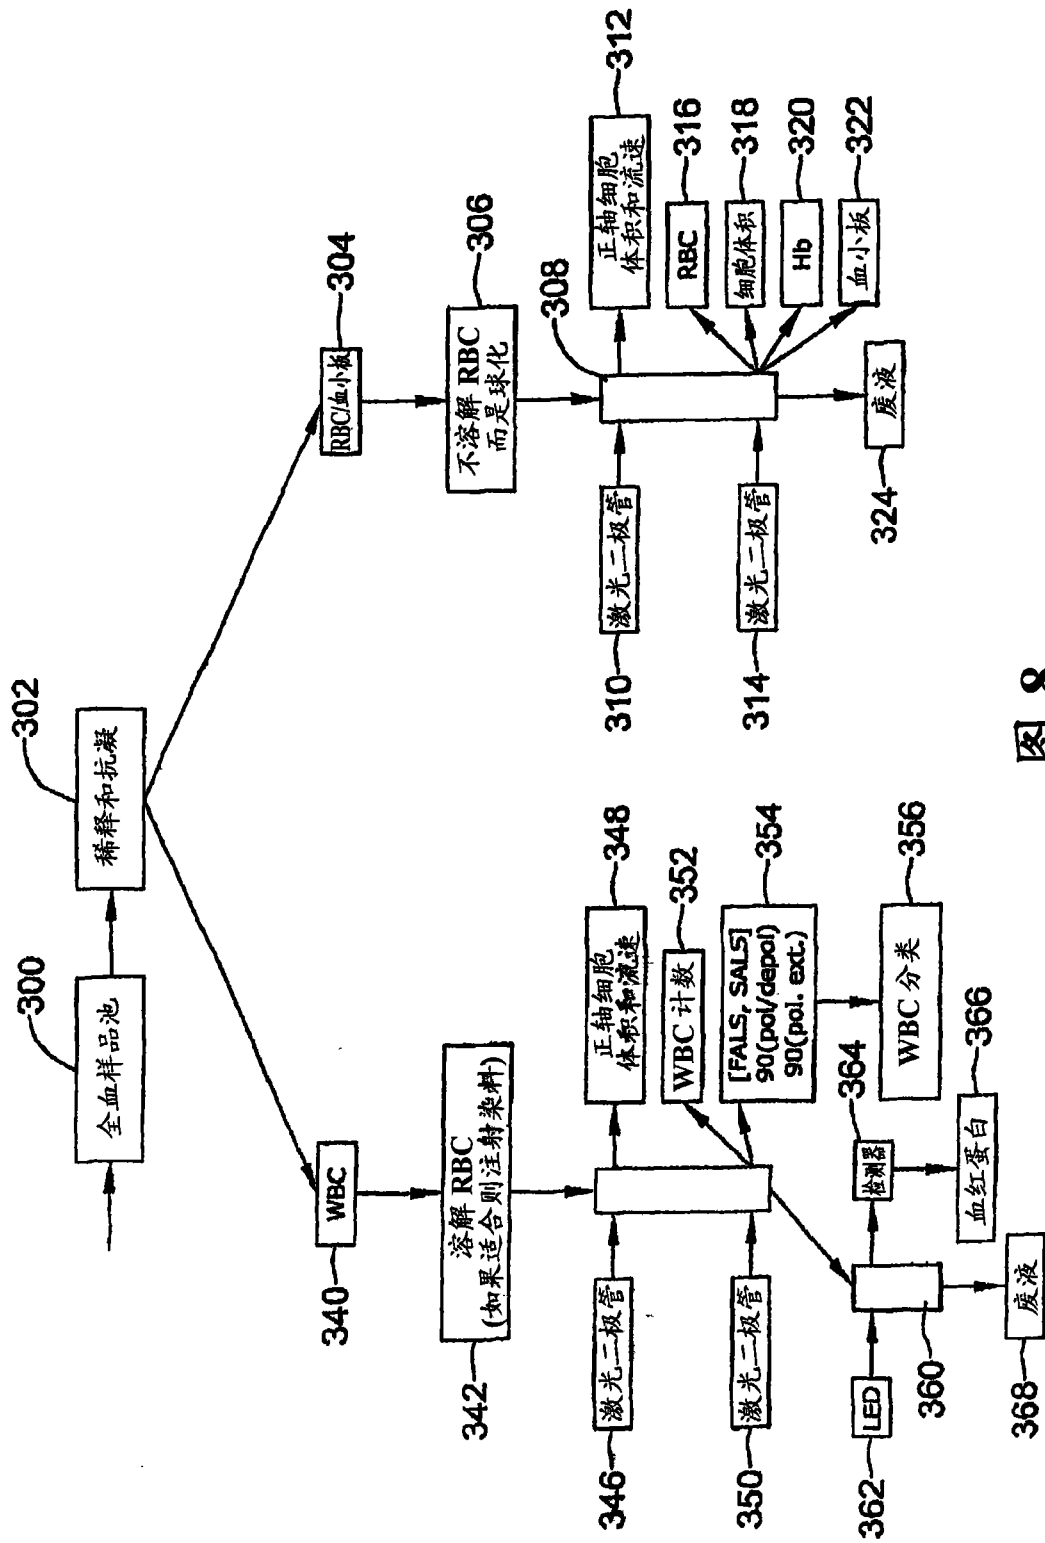 300
全血样品池
302
稀释和抗凝
340
WBC
304
RBC/血小板
342
溶解 RBC
(如果适合则注射染料)
306
不溶解 RBC
而是球化
346
激光二极管
348
正轴细胞
体积和流速
350
激光二极管
352
WBC 计数
354
[FALS, SALS]
90(pol/depol)
90(pol. ext.)
356
WBC 分类
362
LED
360
364
检测器
366
血红蛋白
368
废液
308
310
激光二极管
312
正轴细胞
体积和流速
314
激光二极管
316
RBC
318
细胞体积
320
Hb
322
血小板
324
废液
图 8